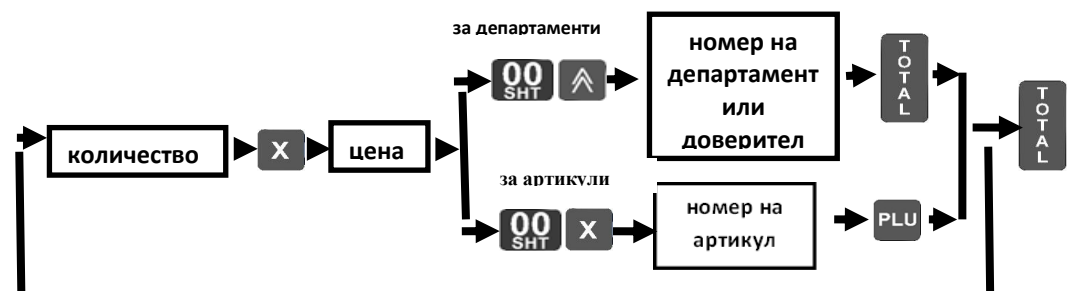 за департаменти
00
SHT
номер на
департамент
или
доверител
TOTAL
TOTAL
количество
X
цена
за артикули
00
SHT
X
номер на
артикул
PLU